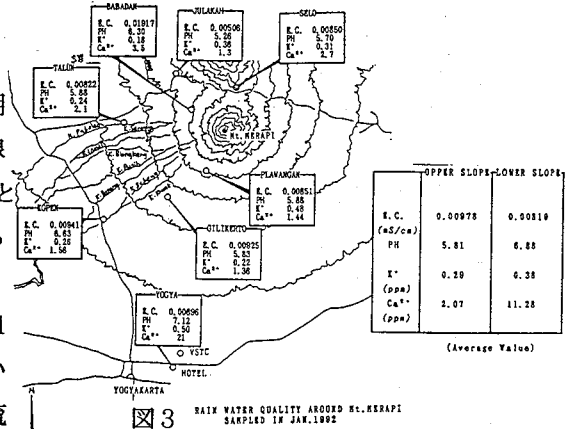 BABADAN
E.C. 0.01917
PH 6.30
K⁺ 0.18
Ca²⁺ 3.5
JULAKAH
E.C. 0.00506
PH 5.26
K⁺ 0.36
Ca²⁺ 1.3
SELO
E.C. 0.00850
PH 5.70
K⁺ 0.31
Ca²⁺ 2.7
TALUN
E.C. 0.00822
PH 5.88
K⁺ 0.24
Ca²⁺ 2.1
Mt. MERAPI
PLAWANGAN
E.C. 0.00851
PH 5.88
K⁺ 0.48
Ca²⁺ 1.44
KOPEN
E.C. 0.00941
PH 6.63
K⁺ 0.26
Ca²⁺ 1.56
GILIKERTO
E.C. 0.00925
PH 5.83
K⁺ 0.22
Ca²⁺ 1.36
YOGYA
E.C. 0.00696
PH 7.12
K⁺ 0.50
Ca²⁺ 21
VSTC
HOTEL
YOGYAKARTA
UPPER SLOPE LOWER SLOPE
E.C. 0.00978 0.00819
(mS/cm)
PH 5.81 6.88
K⁺ 0.29 0.38
(ppm)
Ca²⁺ 2.07 11.28
(ppm)
(Average Value)
図3 RAIN WATER QUALITY AROUND Mt.MERAPI
SAMPLED IN JAN.1992